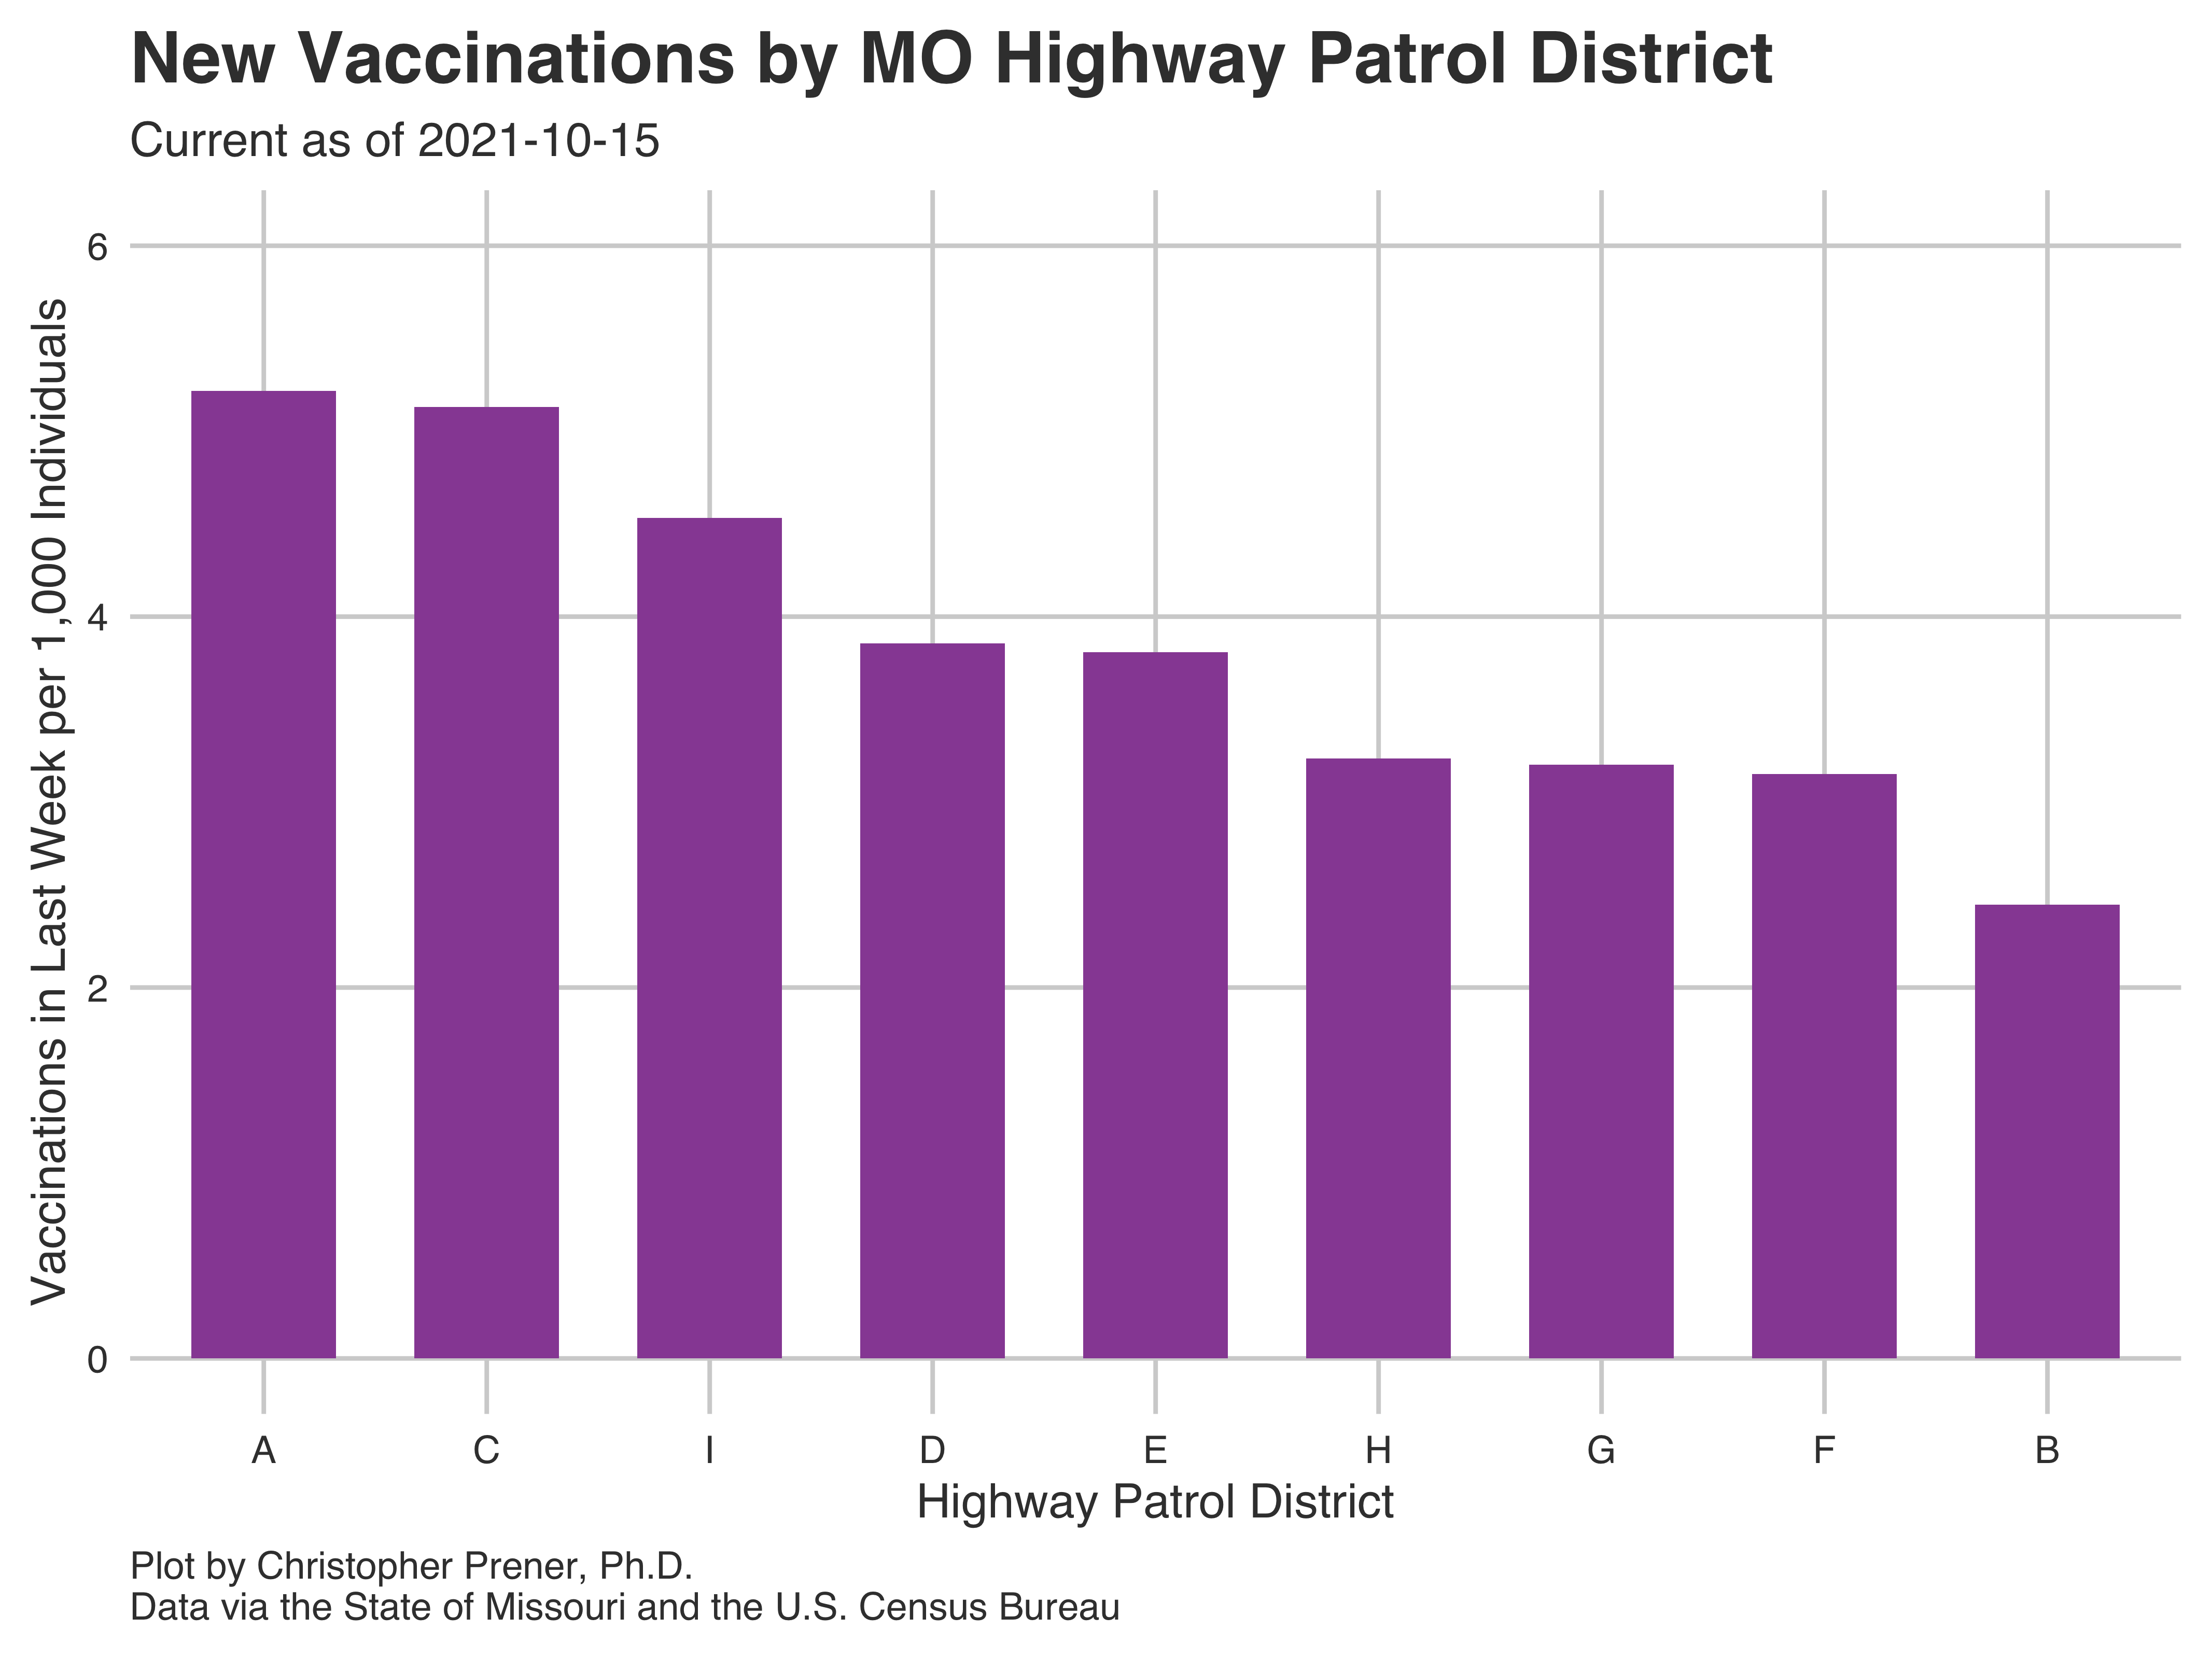 New Vaccinations by MO Highway Patrol District
Current as of 2021-10-15
Vaccinations in Last Week per 1,000 Individuals
6
4
2
0
A C I D E H G F B
Highway Patrol District
Plot by Christopher Prener, Ph.D.
Data via the State of Missouri and the U.S. Census Bureau